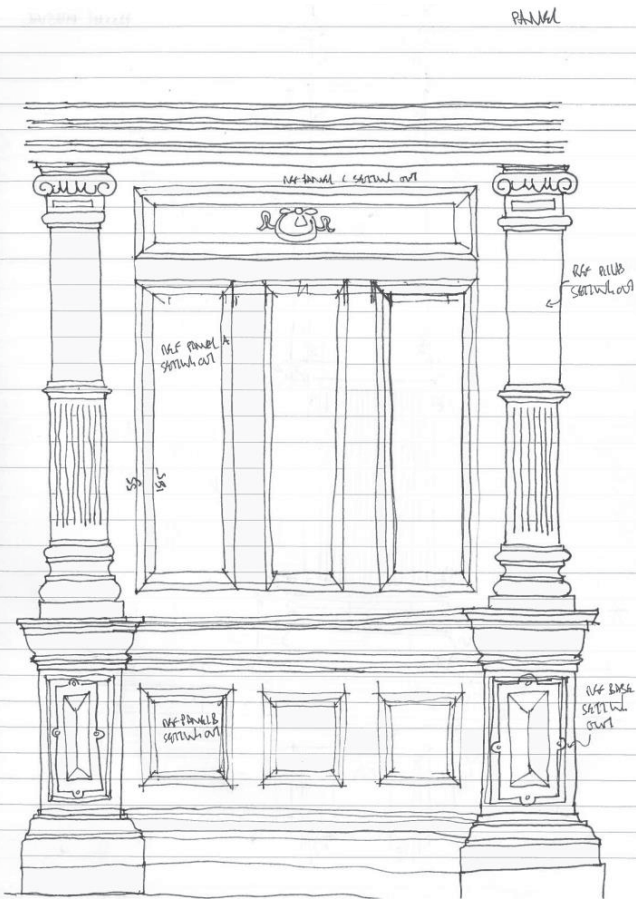 PANEL
REF PANEL C SETTING OUT
REF PILLAR
SETTING OUT
REF PANEL A
SETTING OUT
REF BASE
SETTING
OUT
REF PANEL B
SETTING OUT